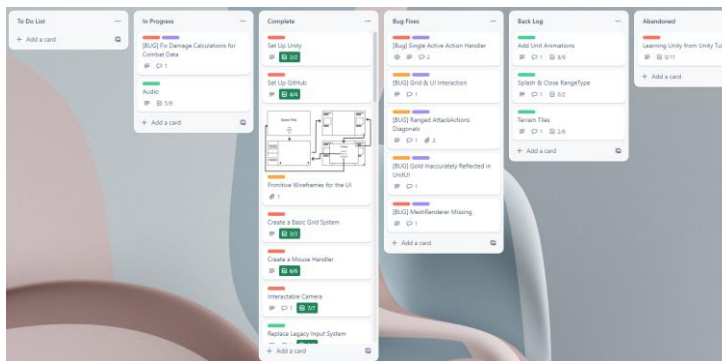 To Do List
+ Add a card
In Progress
[BUG] Fix Damage Calculations for
Combat Data
1
Audio
5/9
+ Add a card
Complete
Set Up Unity
2/2
Set Up GitHub
4/4
Primitive Wireframes for the UI
1
Create a Basic Grid System
3/3
Create a Mouse Handler
6/6
Interactable Camera
1 7/7
Replace Legacy Input System
+ Add a card
Bug Fixes
[Bug] Single Active Action Handler
2
[BUG] Grid & UI Interaction
1
[BUG] Ranged AttackActions
Diagonals
1 2
[BUG] Gold Inaccurately Reflected in
UnitUI
1
[BUG] MeshRenderer Missing
1
+ Add a card
Back Log
Add Unit Animations
1 8/9
Splash & Close RangeType
1 0/2
Terrain Tiles
1 2/6
+ Add a card
Abandoned
Learning Unity from Unity Tu
0/11
+ Add a card